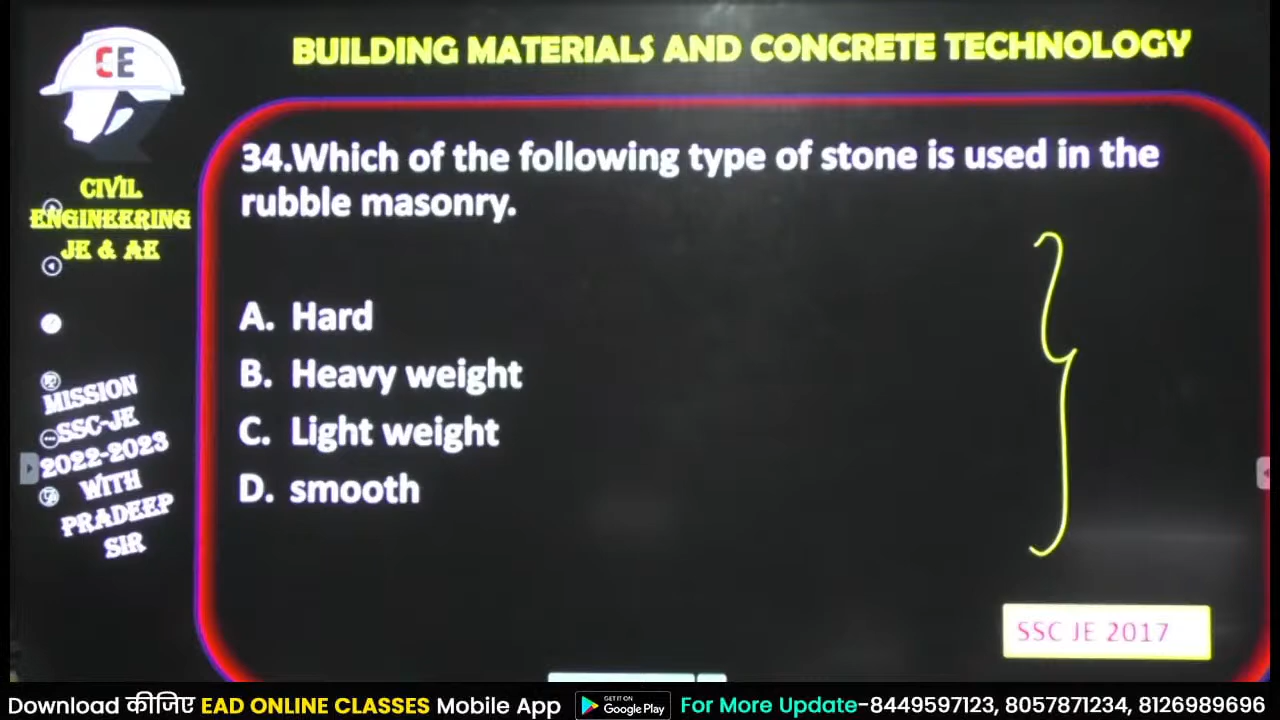 CE
BUILDING MATERIALS AND CONCRETE TECHNOLOGY
CIVIL
ENGINEERING
JE & AE
MISSION
SSC-JE
2022-2023
WITH
PRADEEP
SIR
34.Which of the following type of stone is used in the
rubble masonry.
A. Hard
B. Heavy weight
C. Light weight
D. smooth
SSC JE 2017
Download कीजिए EAD ONLINE CLASSES Mobile App GET IT ON Google Play For More Update-8449597123, 8057871234, 8126989696